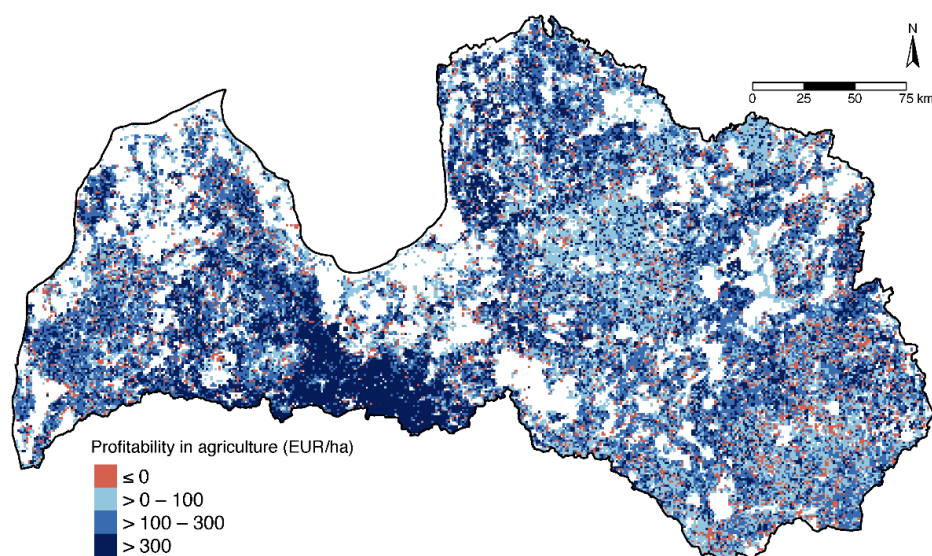 N
0 25 50 75 km
Profitability in agriculture (EUR/ha)
≤ 0
> 0 – 100
> 100 – 300
> 300